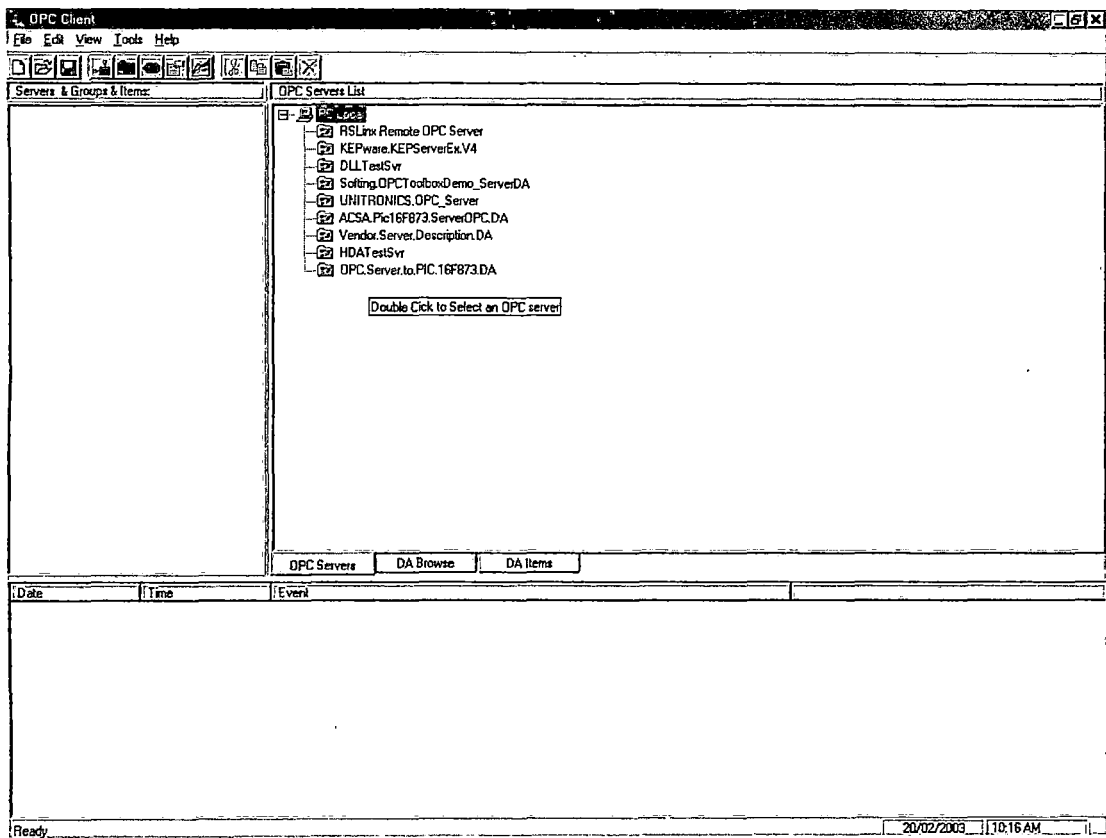 OPC Client
File Edit View Tools Help
Servers & Groups & Items:
OPC Servers List
PC Local
RSLinx Remote OPC Server
KEPware.KEPServerEx.V4
DLLTestSvr
Softing.OPCToolboxDemo_ServerDA
UNITRONICS.OPC_Server
ACSA.Pic16F873.ServerOPC.DA
Vendor.Server.Description.DA
HDATestSvr
OPC.Server.to.PIC.16F873.DA
Double Cick to Select an OPC server
OPC Servers DA Browse DA Items
Date Time Event
Ready 20/02/2003 10:16 AM